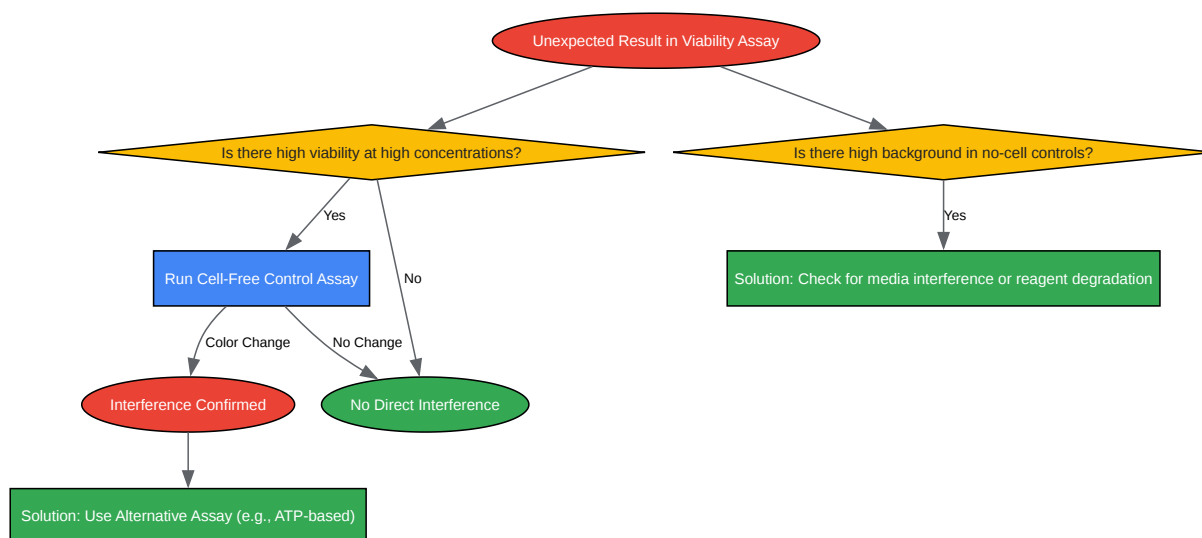 Unexpected Result in Viability Assay
Is there high viability at high concentrations?
Is there high background in no-cell controls?
Yes
No
Yes
Run Cell-Free Control Assay
Solution: Check for media interference or reagent degradation
Color Change
No Change
Interference Confirmed
No Direct Interference
Solution: Use Alternative Assay (e.g., ATP-based)